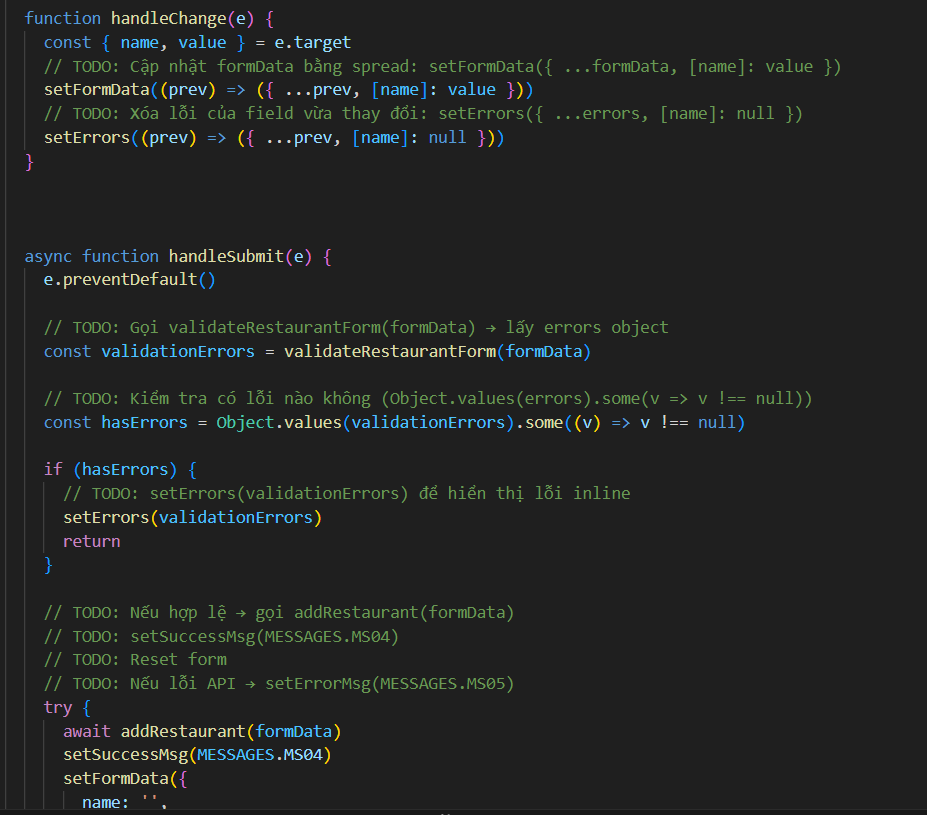 function handleChange(e) {
const { name, value } = e.target
// TODO: Cập nhật formData bằng spread: setFormData({ ...formData, [name]: value })
setFormData((prev) => ({ ...prev, [name]: value }))
// TODO: Xóa lỗi của field vừa thay đổi: setErrors({ ...errors, [name]: null })
setErrors((prev) => ({ ...prev, [name]: null }))
}
async function handleSubmit(e) {
e.preventDefault()
// TODO: Gọi validateRestaurantForm(formData) → lấy errors object
const validationErrors = validateRestaurantForm(formData)
// TODO: Kiểm tra có lỗi nào không (Object.values(errors).some(v => v !== null))
const hasErrors = Object.values(validationErrors).some((v) => v !== null)
if (hasErrors) {
// TODO: setErrors(validationErrors) để hiển thị lỗi inline
setErrors(validationErrors)
return
}
// TODO: Nếu hợp lệ → gọi addRestaurant(formData)
// TODO: setSuccessMsg(MESSAGES.MS04)
// TODO: Reset form
// TODO: Nếu lỗi API → setErrorMsg(MESSAGES.MS05)
try {
await addRestaurant(formData)
setSuccessMsg(MESSAGES.MS04)
setFormData({
name: '',